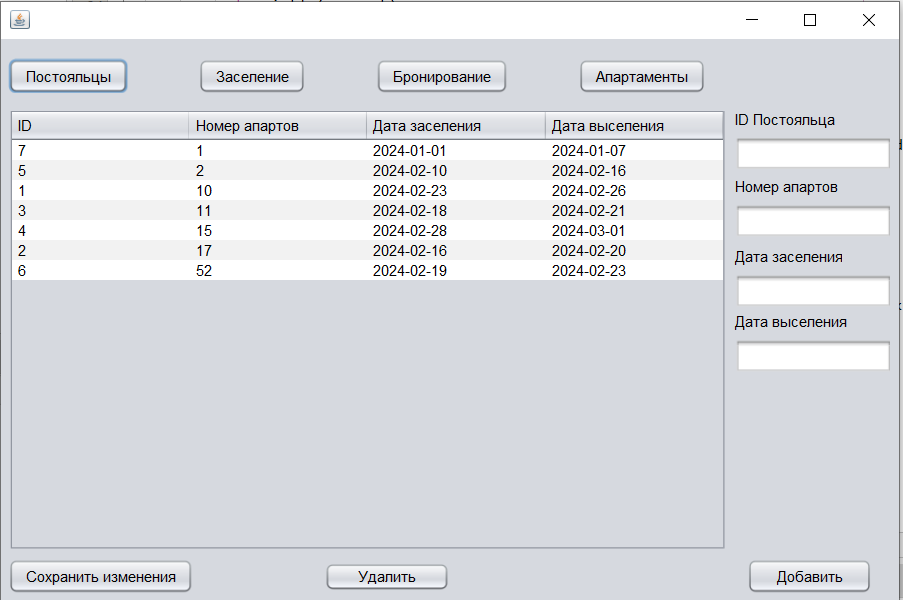 Постояльцы Заселение Бронирование Апартаменты
ID Номер апартов Дата заселения Дата выселения
7 1 2024-01-01 2024-01-07
5 2 2024-02-10 2024-02-16
1 10 2024-02-23 2024-02-26
3 11 2024-02-18 2024-02-21
4 15 2024-02-28 2024-03-01
2 17 2024-02-16 2024-02-20
6 52 2024-02-19 2024-02-23
ID Постояльца
Номер апартов
Дата заселения
Дата выселения
Сохранить изменения Удалить Добавить